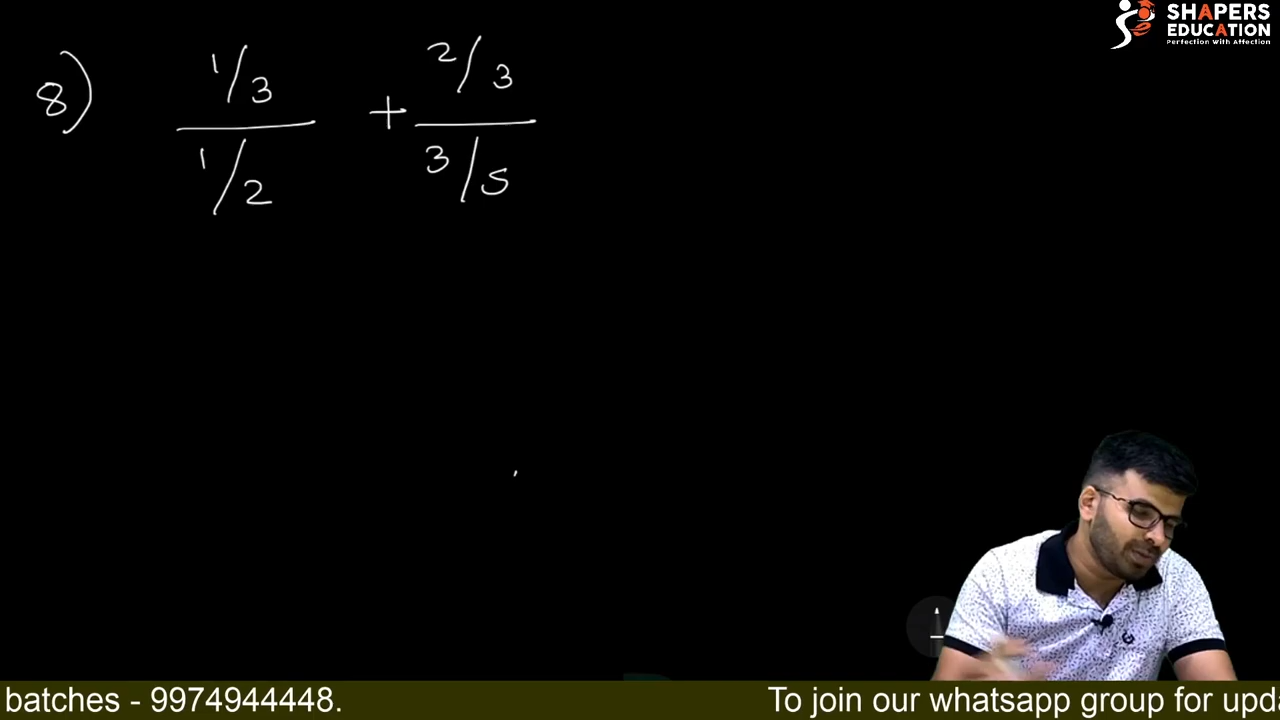 SHAPERS
EDUCATION
Perfection With Affection
8) 1/3 + 2/3
1/2 3/5
batches - 9974944448. To join our whatsapp group for upda